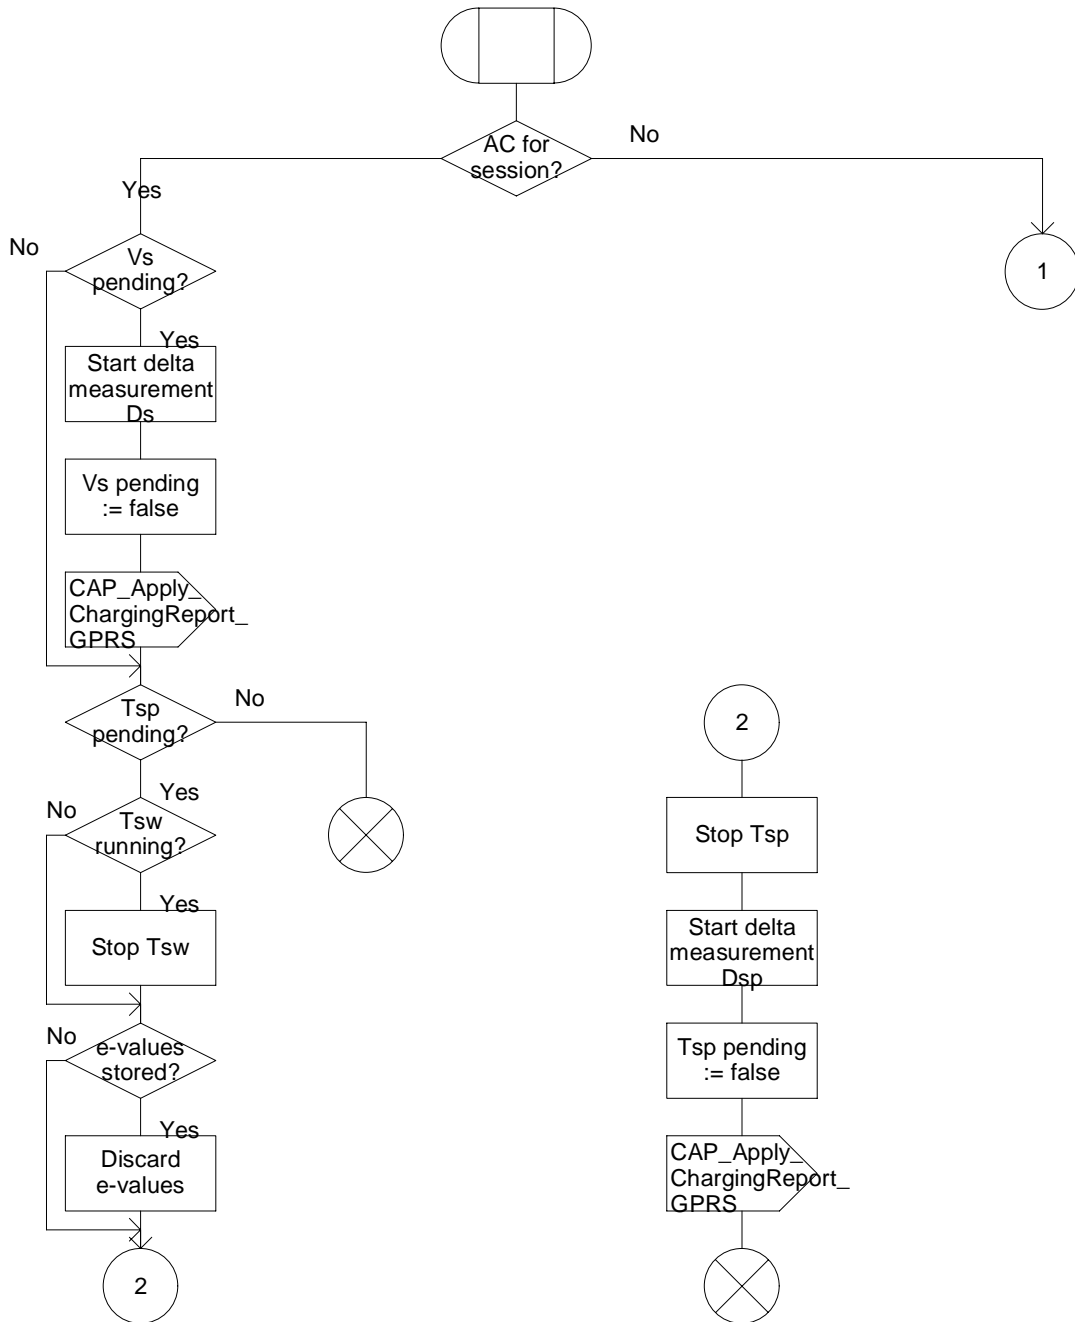 AC for
session?
No
Yes
1
No
Vs
pending?
Yes
Start delta
measurement
Ds
Vs pending
:= false
CAP_Apply_
ChargingReport_
GPRS
Tsp
pending?
No
Yes
No
Tsw
running?
Yes
Stop Tsw
No
e-values
stored?
Yes
Discard
e-values
2
2
Stop Tsp
Start delta
measurement
Dsp
Tsp pending
:= false
CAP_Apply_
ChargingReport_
GPRS